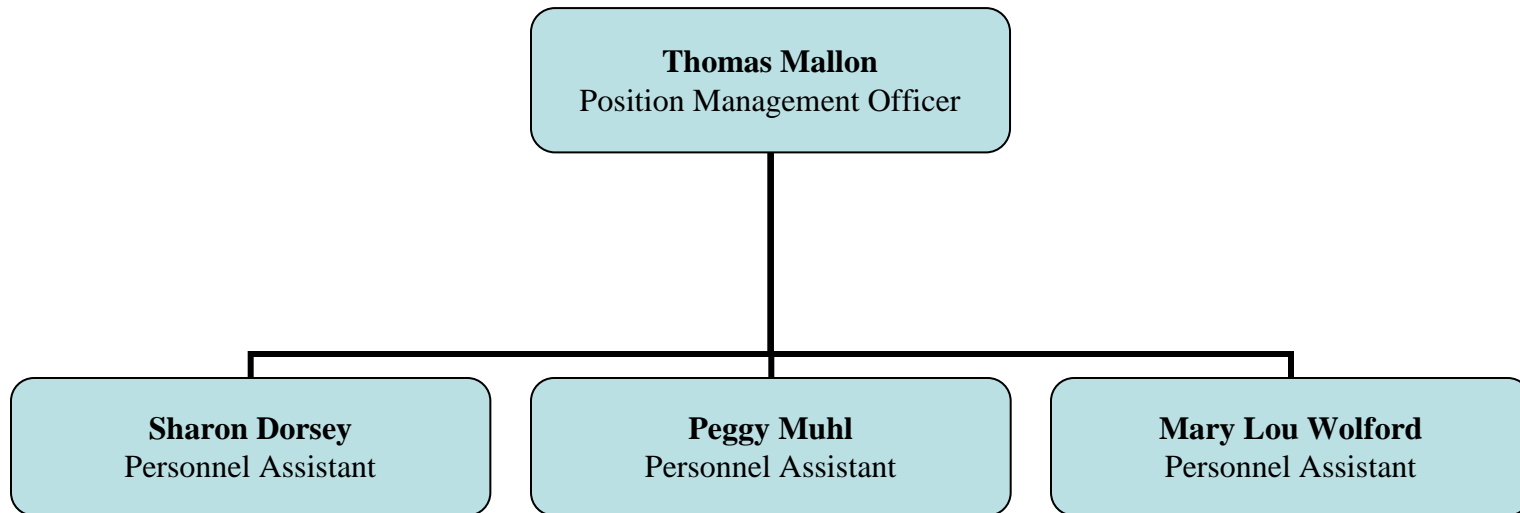 Thomas Mallon
Position Management Officer
Sharon Dorsey
Personnel Assistant
Peggy Muhl
Personnel Assistant
Mary Lou Wolford
Personnel Assistant